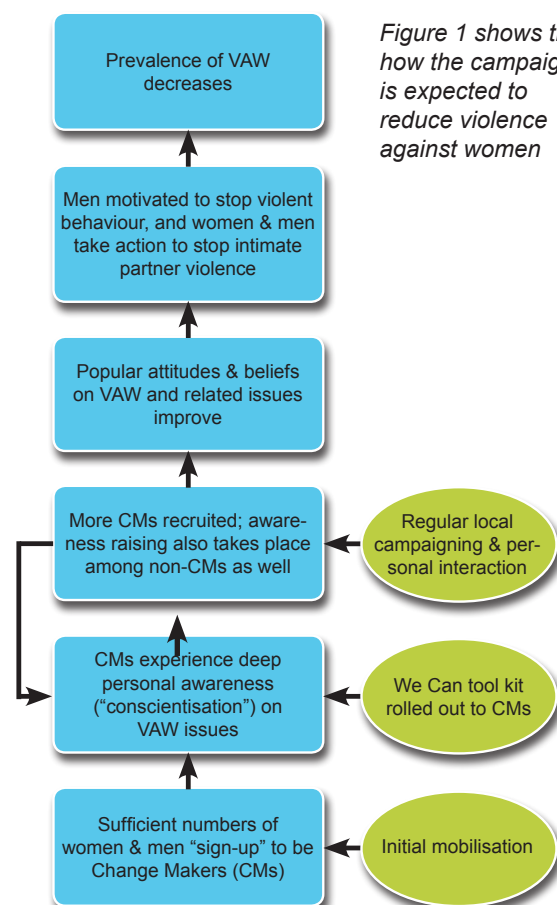 Prevalence of VAW
decreases
Figure 1 shows
how the campaig
is expected to
reduce violence
against women
Men motivated to stop violent
behaviour, and women & men
take action to stop intimate
partner violence
Popular attitudes & beliefs
on VAW and related issues
improve
More CMs recruited; aware-
ness raising also takes place
among non-CMs as well
Regular local
campaigning & per-
sonal interaction
CMs experience deep
personal awareness
(“conscientisation”) on
VAW issues
We Can tool kit
rolled out to CMs
Sufficient numbers of
women & men “sign-up” to be
Change Makers (CMs)
Initial mobilisation